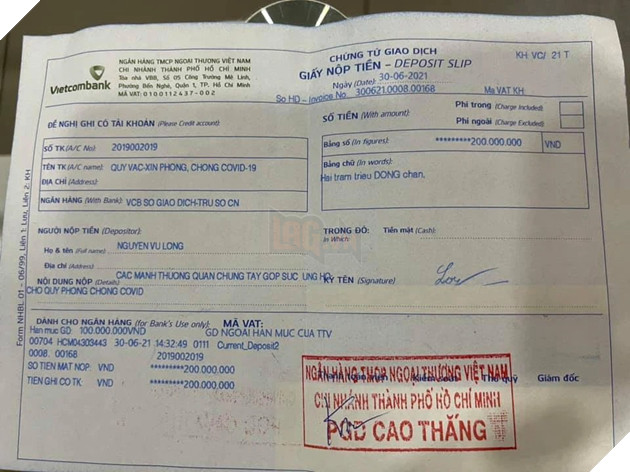 Vietcombank
NGÂN HÀNG TMCP NGOẠI THƯƠNG VIỆT NAM
CHI NHÁNH THÀNH PHỐ HỒ CHÍ MINH
Tòa nhà VBB, Số 05 Công Trường Mê Linh,
Phường Bến Nghé, Quận 1, TP. Hồ Chí Minh
MÃ VAT: 0100112437-002
CHỨNG TỪ GIAO DỊCH
GIẤY NỘP TIỀN - DEPOSIT SLIP
KH VC/ 21 T
Ngày (Date): 30-06-2021
So HD - Invoice No 300621.0008.00168
Ma VAT KH:
ĐỀ NGHỊ GHI CÓ TÀI KHOẢN (Please Credit account):
SỐ TK (A/C No): 2019002019
TÊN TK (A/C name): QUY VAC-XIN PHONG, CHONG COVID-19
ĐỊA CHỈ (Address):
NGÂN HÀNG (With Bank): VCB SO GIAO DICH-TRU SO CN
SỐ TIỀN (With amount):
Phí trong (Charge Included)
Phí ngoài (Charge Excluded)
Bằng số (In figures): *********200.000.000 VND
Bằng chữ (In words):
Hai tram trieu DONG chan.
NGƯỜI NỘP TIỀN (Depositor):
Họ & tên (Full name) NGUYEN VU LONG
Địa chỉ (Address)
NỘI DUNG NỘP (Details) CAC MANH THUONG QUAN CHUNG TAY GOP SUC UNG HO
CHO QUY PHONG CHONG COVID
TRONG ĐÓ:
In Which:
Tiền mặt (Cash):
KÝ TÊN (Signature)
DÀNH CHO NGÂN HÀNG (for Bank's Use only): MÃ VAT:
Han muc GD 100.000.000VND GD NGOAI HAN MUC CUA TTV
00704 HCM04303443 30-06-21 14:32:49 0111 Current_Deposit2
0008. 00168 2019002019
SO TIEN MAT NOP VND *********200.000.000
TIEN GHI CO TK VND *********200.000.000
NGÂN HÀNG TMCP NGOẠI THƯƠNG VIỆT NAM
CHI NHÁNH THÀNH PHỐ HỒ CHÍ MINH
PGD CAO THẮNG
Thủ quỹ
Giám đốc
Form NHBL 01 - 06/99, Liên 1: Lưu, Liên 2: KH